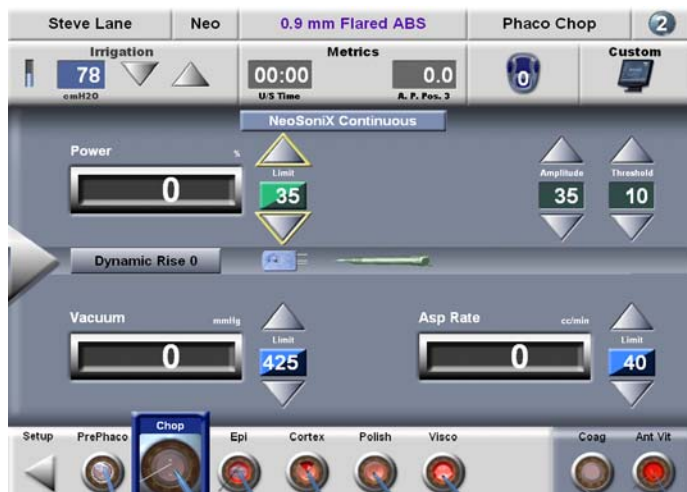 Steve Lane Neo 0.9 mm Flared ABS Phaco Chop 2
Irrigation Metrics Custom
78 00:00 0.0 0
cmH2O U/S Time A. P. Pos. 3
NeoSoniX Continuous
Power %
Limit Amplitude Threshold
0 35 35 10
Dynamic Rise 0
Vacuum mmHg Asp Rate cc/min
Limit Limit
0 425 0 40
Setup PrePhaco Chop Epi Cortex Polish Visco Coag Ant Vit